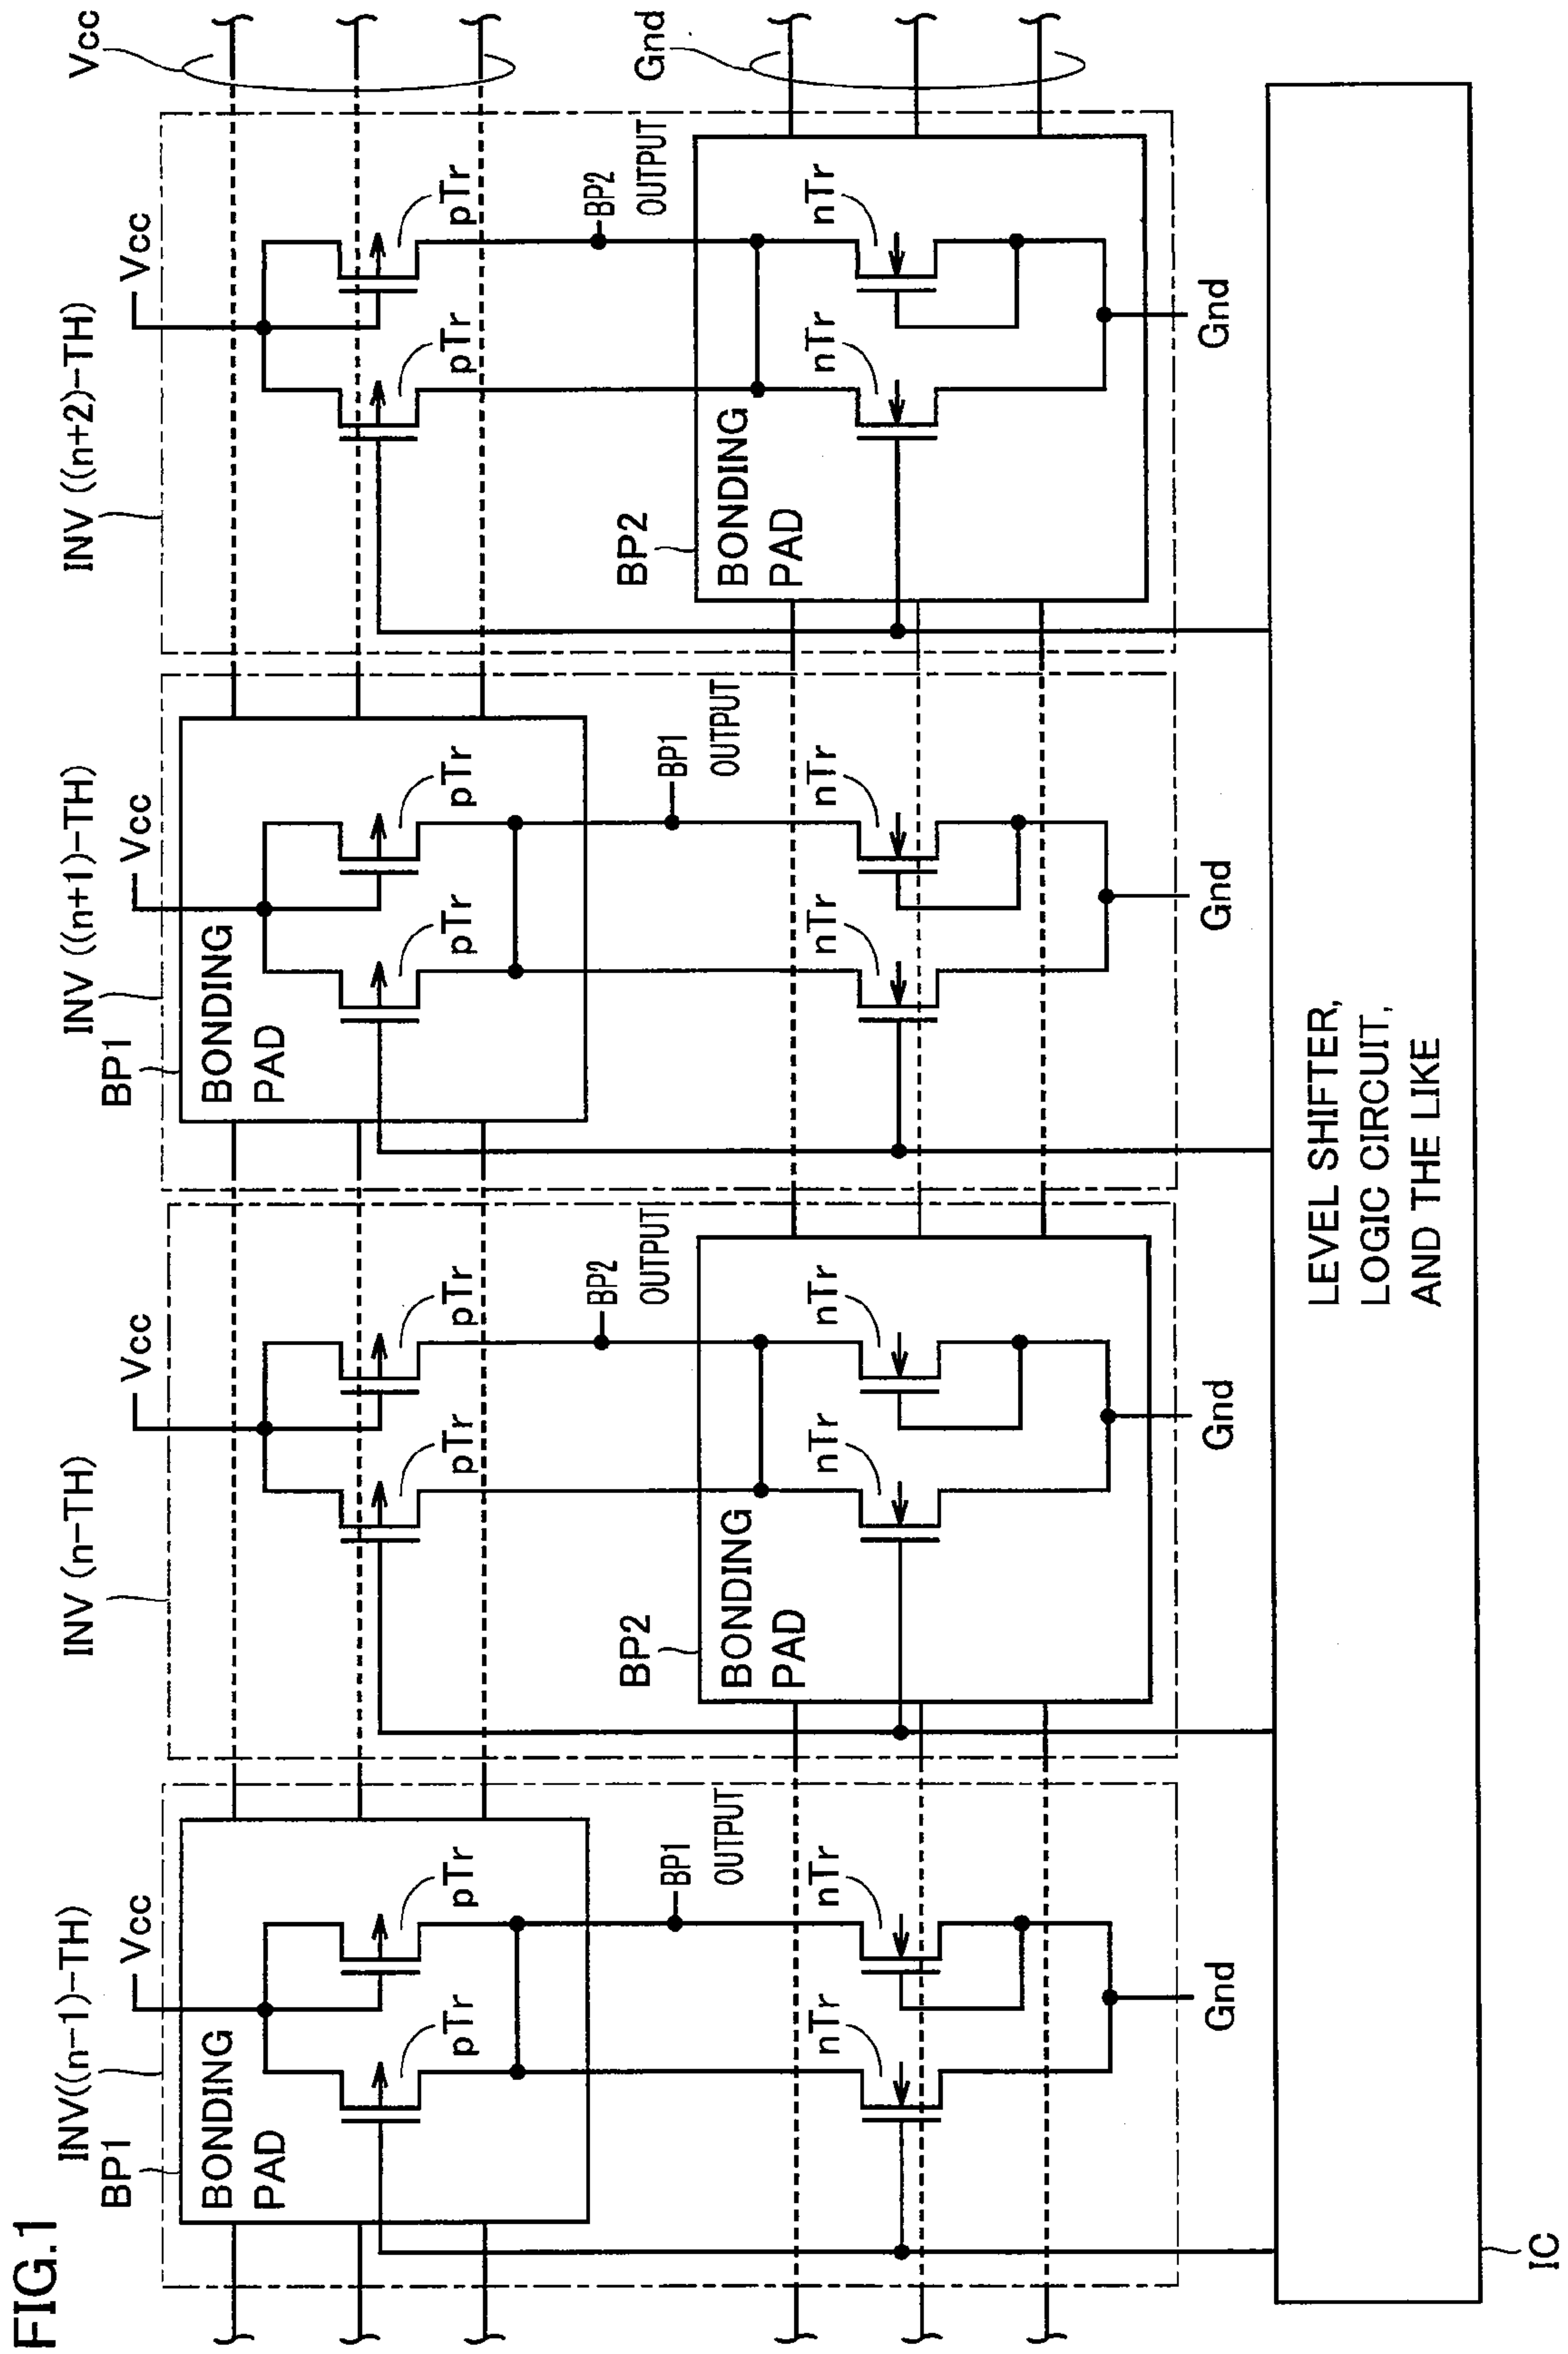 FIG.1
INV((n-1)-TH)
BP1
Vcc
BONDING
PAD
pTr
pTr
BP1
OUTPUT
nTr
nTr
Gnd
INV (n-TH)
Vcc
pTr
pTr
BP2
OUTPUT
BP2
BONDING
PAD
nTr
nTr
Gnd
INV ((n+1)-TH)
BP1
Vcc
BONDING
PAD
pTr
pTr
BP1
OUTPUT
nTr
nTr
Gnd
INV ((n+2)-TH)
Vcc
pTr
pTr
BP2
OUTPUT
BP2
BONDING
PAD
nTr
nTr
Gnd
Vcc
Gnd
LEVEL SHIFTER,
LOGIC CIRCUIT,
AND THE LIKE
IC